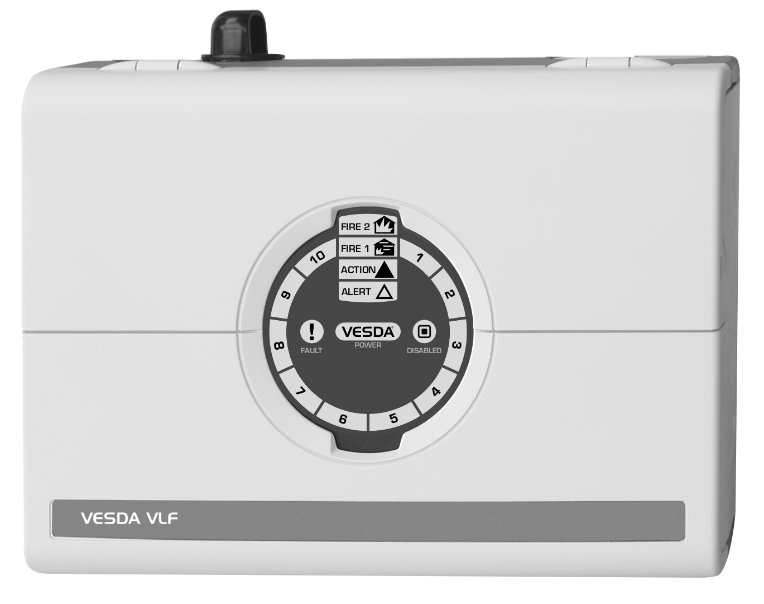 FIRE 2
FIRE 1
ACTION
ALERT
1
2
3
4
5
6
7
8
9
10
!
FAULT
VESDA
POWER
DISABLED
VESDA VLF